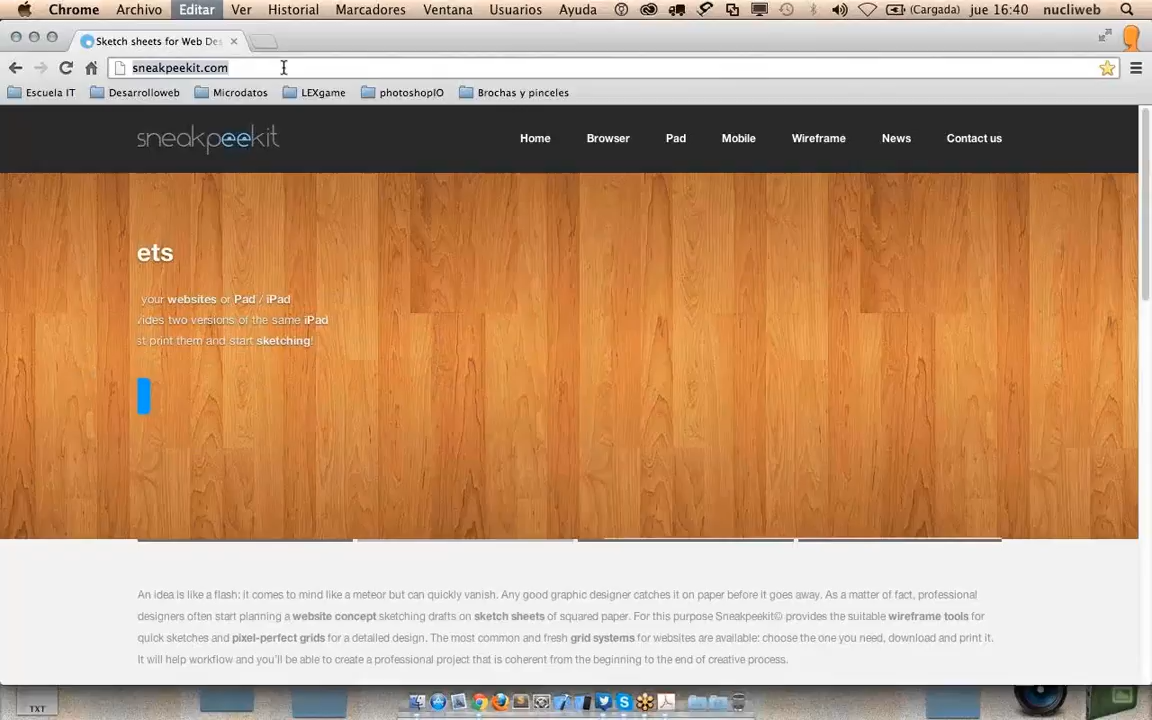 Chrome Archivo Editar Ver Historial Marcadores Ventana Usuarios Ayuda (Cargada) jue 16:40 nucliweb
Sketch sheets for Web Des
sneakpeekit.com
Escuela IT Desarrolloweb Microdatos LEXgame photoshopIO Brochas y pinceles
sneakpeekit Home Browser Pad Mobile Wireframe News Contact us
ets
your websites or Pad / iPad
vides two versions of the same iPad
st print them and start sketching!
An idea is like a flash: it comes to mind like a meteor but can quickly vanish. Any good graphic designer catches it on paper before it goes away. As a matter of fact, professional
designers often start planning a website concept sketching drafts on sketch sheets of squared paper. For this purpose Sneakpeekit© provides the suitable wireframe tools for
quick sketches and pixel-perfect grids for a detailed design. The most common and fresh grid systems for websites are available: choose the one you need, download and print it.
It will help workflow and you'll be able to create a professional project that is coherent from the beginning to the end of creative process.
TXT